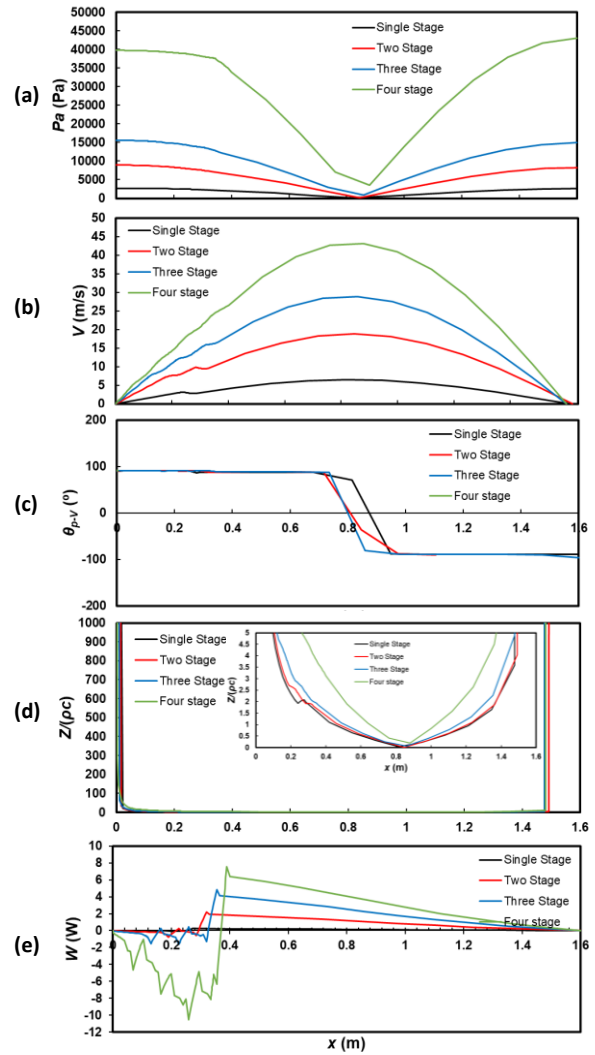 (a)
Pa (Pa)
50000
45000
40000
35000
30000
25000
20000
15000
10000
5000
0
Single Stage
Two Stage
Three Stage
Four stage
(b)
V (m/s)
50
45
40
35
30
25
20
15
10
5
0
Single Stage
Two Stage
Three Stage
Four stage
(c)
θp-V (º)
200
100
0
-100
-200
Single Stage
Two Stage
Three Stage
Four stage
0 0.2 0.4 0.6 0.8 1 1.2 1.4 1.6
(d)
Z/(ρc)
1000
900
800
700
600
500
400
300
200
100
0
Single Stage
Two Stage
Three Stage
Four stage
Z/(ρc)
5
4.5
4
3.5
3
2.5
2
1.5
1
0.5
0
Single Stage
Two Stage
Three Stage
Four stage
0 0.2 0.4 0.6 0.8 1 1.2 1.4 1.6
x (m)
0 0.2 0.4 0.6 0.8 1 1.2 1.4 1.6
(e)
W (W)
10
8
6
4
2
0
-2
-4
-6
-8
-10
-12
Single Stage
Two Stage
Three Stage
Four stage
0 0.2 0.4 0.6 0.8 1 1.2 1.4 1.6
x (m)